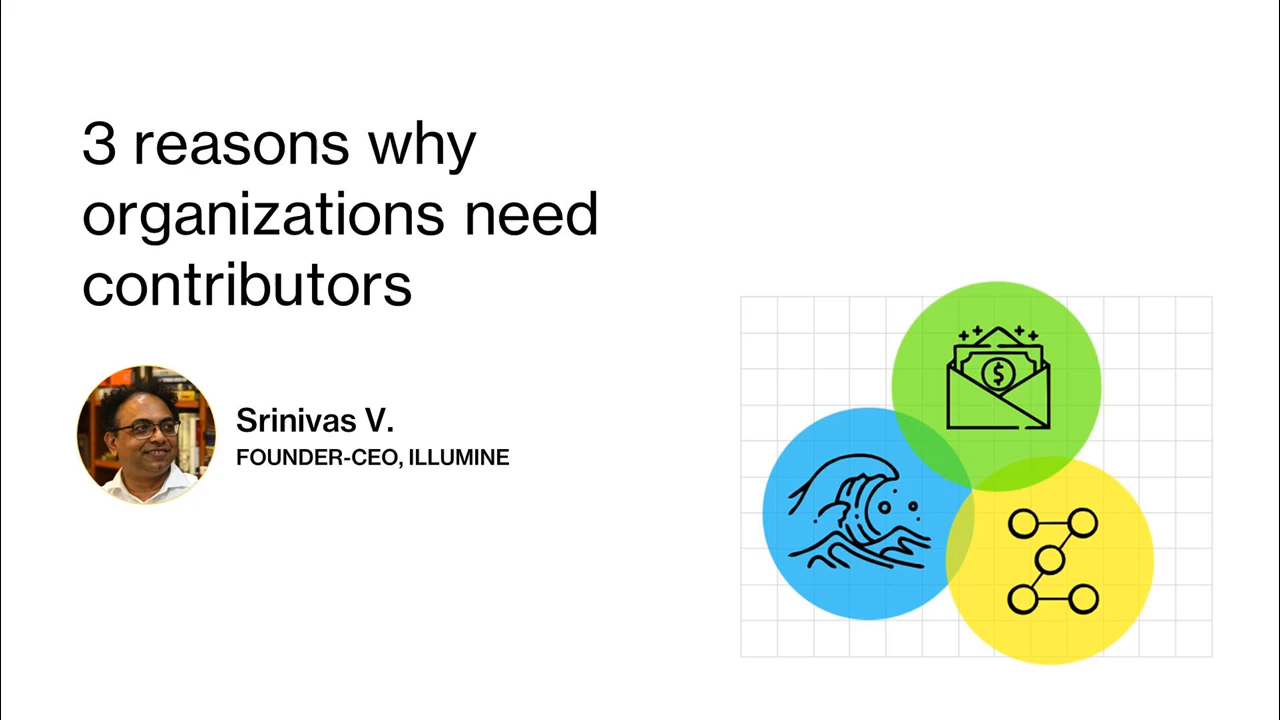 3 reasons why
organizations need
contributors
Srinivas V.
FOUNDER-CEO, ILLUMINE
$